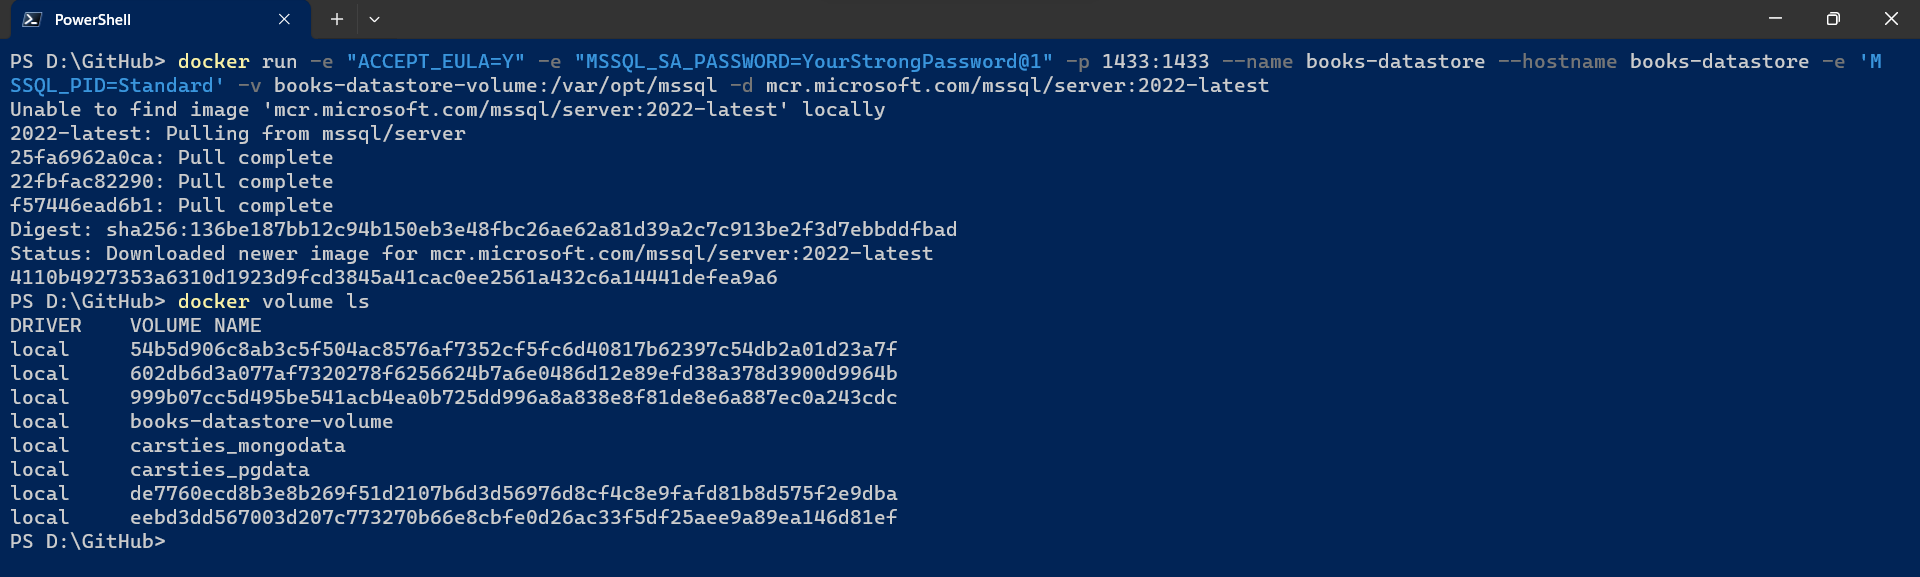 PowerShell
PS D:\GitHub> docker run -e "ACCEPT_EULA=Y" -e "MSSQL_SA_PASSWORD=YourStrongPassword@1" -p 1433:1433 --name books-datastore --hostname books-datastore -e 'M
SSQL_PID=Standard' -v books-datastore-volume:/var/opt/mssql -d mcr.microsoft.com/mssql/server:2022-latest
Unable to find image 'mcr.microsoft.com/mssql/server:2022-latest' locally
2022-latest: Pulling from mssql/server
25fa6962a0ca: Pull complete
22fbfac82290: Pull complete
f57446ead6b1: Pull complete
Digest: sha256:136be187bb12c94b150eb3e48fbc26ae62a81d39a2c7c913be2f3d7ebbddfbad
Status: Downloaded newer image for mcr.microsoft.com/mssql/server:2022-latest
4110b4927353a6310d1923d9fcd3845a41cac0ee2561a432c6a14441defea9a6
PS D:\GitHub> docker volume ls
DRIVER    VOLUME NAME
local     54b5d906c8ab3c5f504ac8576af7352cf5fc6d40817b62397c54db2a01d23a7f
local     602db6d3a077af7320278f6256624b7a6e0486d12e89efd38a378d3900d9964b
local     999b07cc5d495be541acb4ea0b725dd996a8a838e8f81de8e6a887ec0a243cdc
local     books-datastore-volume
local     carsties_mongodata
local     carsties_pgdata
local     de7760ecd8b3e8b269f51d2107b6d3d56976d8cf4c8e9fafd81b8d575f2e9dba
local     eebd3dd567003d207c773270b66e8cbfe0d26ac33f5df25aee9a89ea146d81ef
PS D:\GitHub>